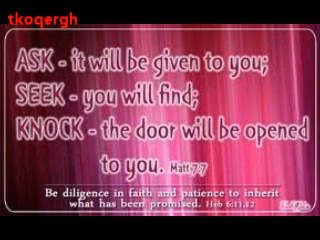 tkoqergh
ASK - it will be given to you;
SEEK - you will find;
KNOCK - the door will be opened
to you. Matt 7:7
Be diligence in faith and patience to inherit
what has been promised. Heb 6:11,12